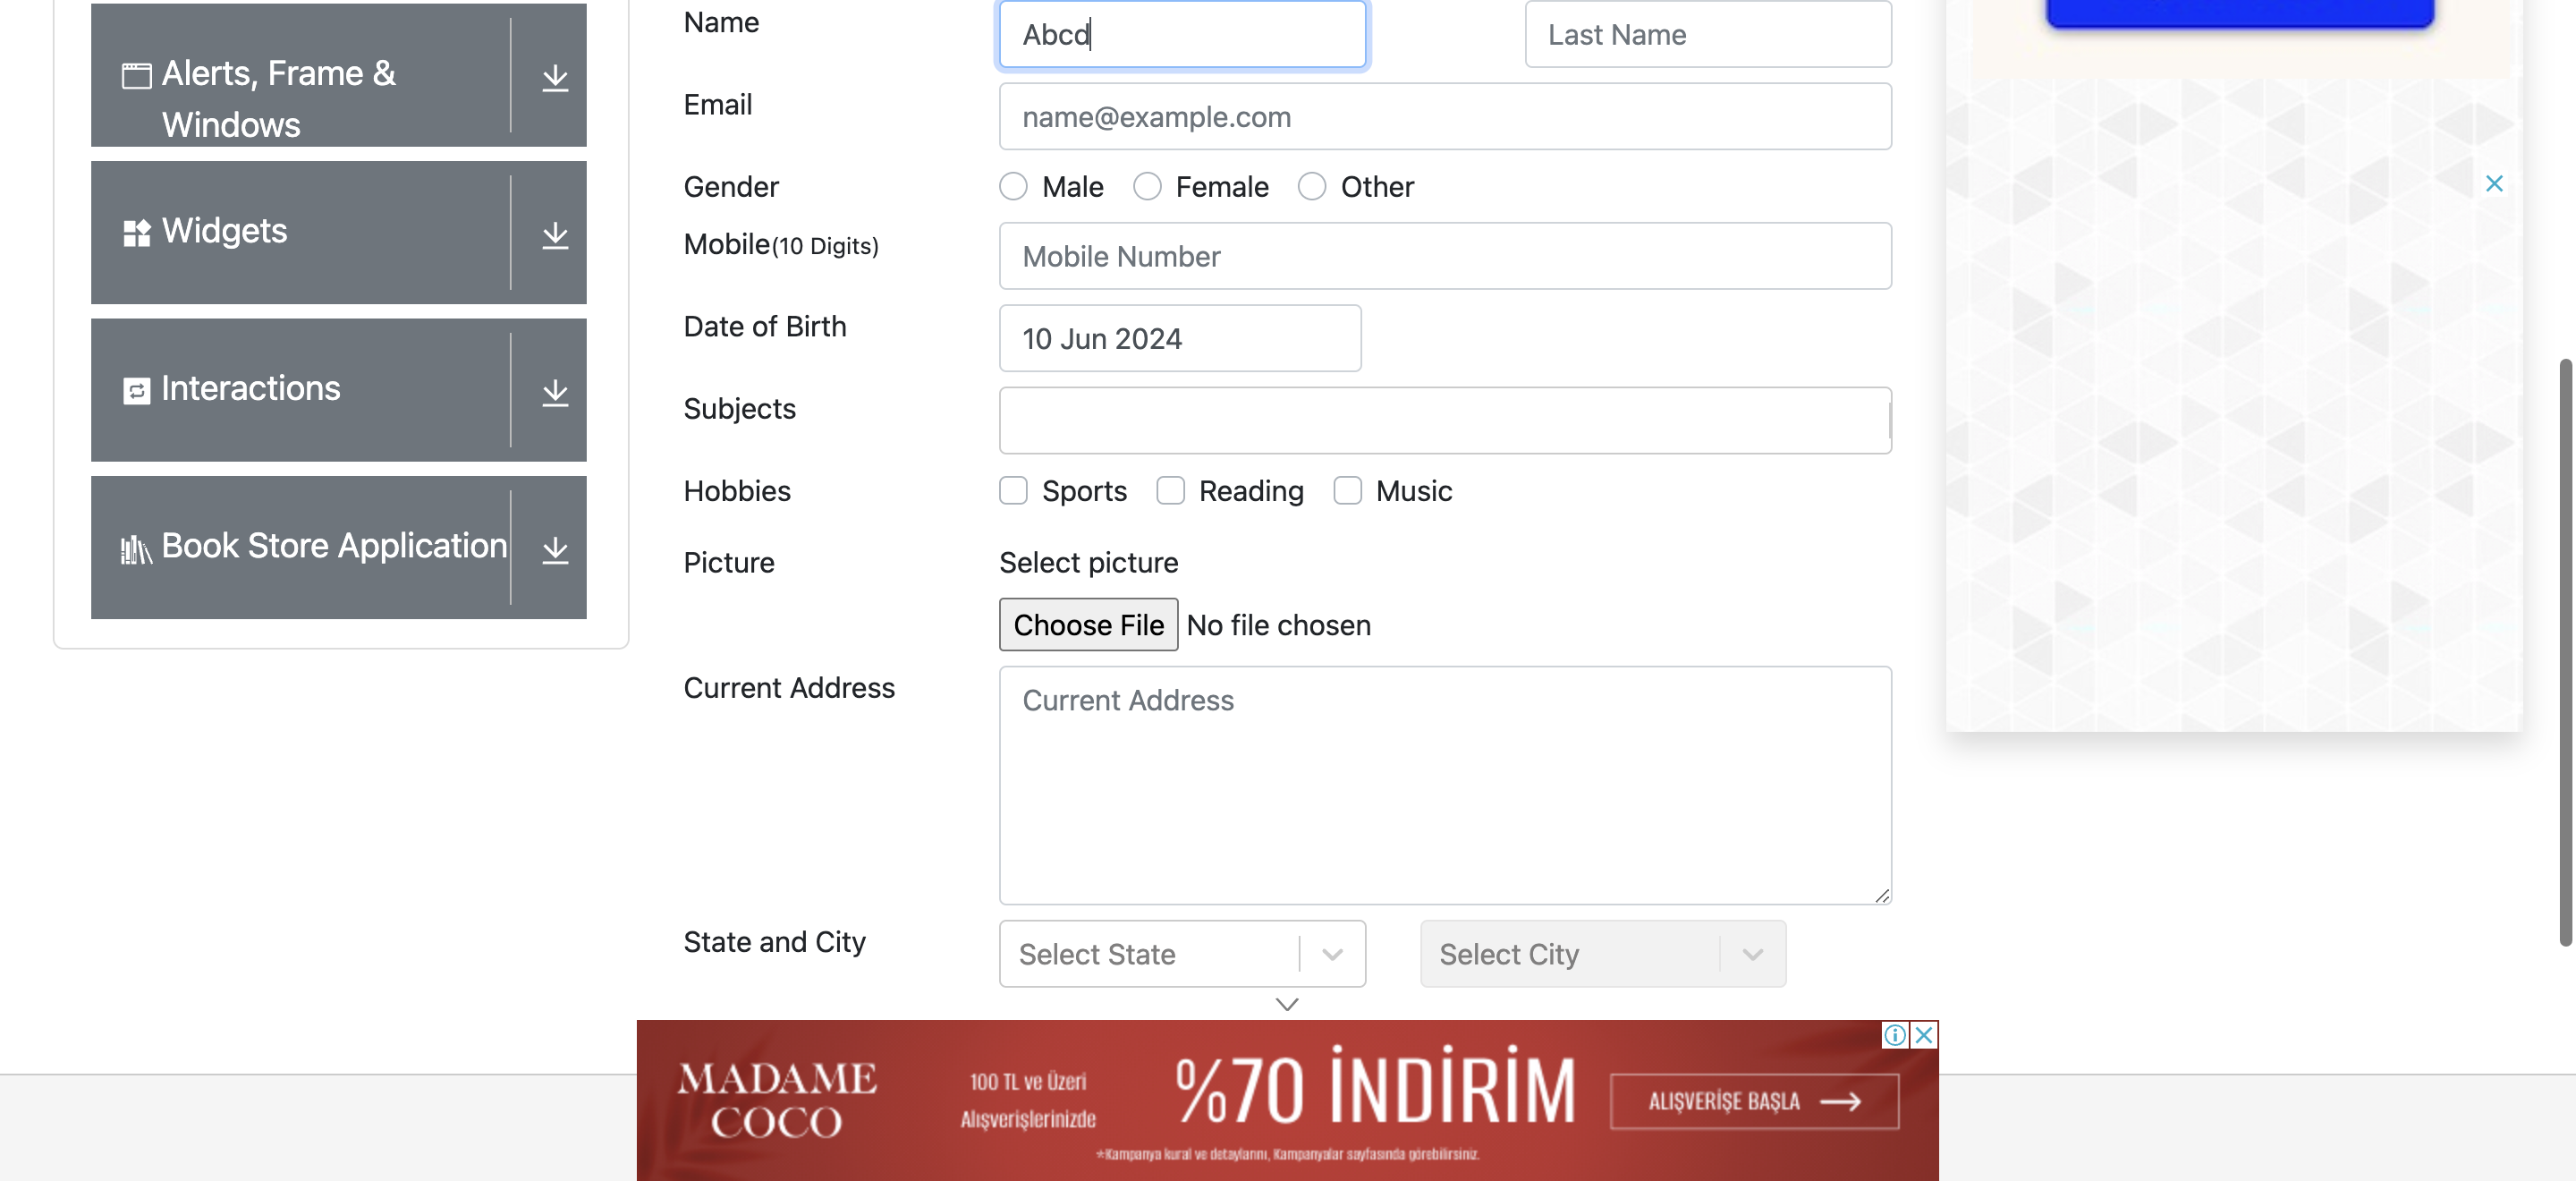 Alerts, Frame &
Windows
Widgets
Interactions
Book Store Application
Name
Abcd
Last Name
Email
name@example.com
Gender
Male
Female
Other
Mobile(10 Digits)
Mobile Number
Date of Birth
10 Jun 2024
Subjects
Hobbies
Sports
Reading
Music
Picture
Select picture
Choose File No file chosen
Current Address
Current Address
State and City
Select State
Select City
MADAME
COCO
100 TL ve Üzeri
Alışverişlerinizde
%70 İNDİRİM
ALIŞVERİŞE BAŞLA
*Kampanya kural ve detaylarını, Kampanyalar sayfasında görebilirsiniz.